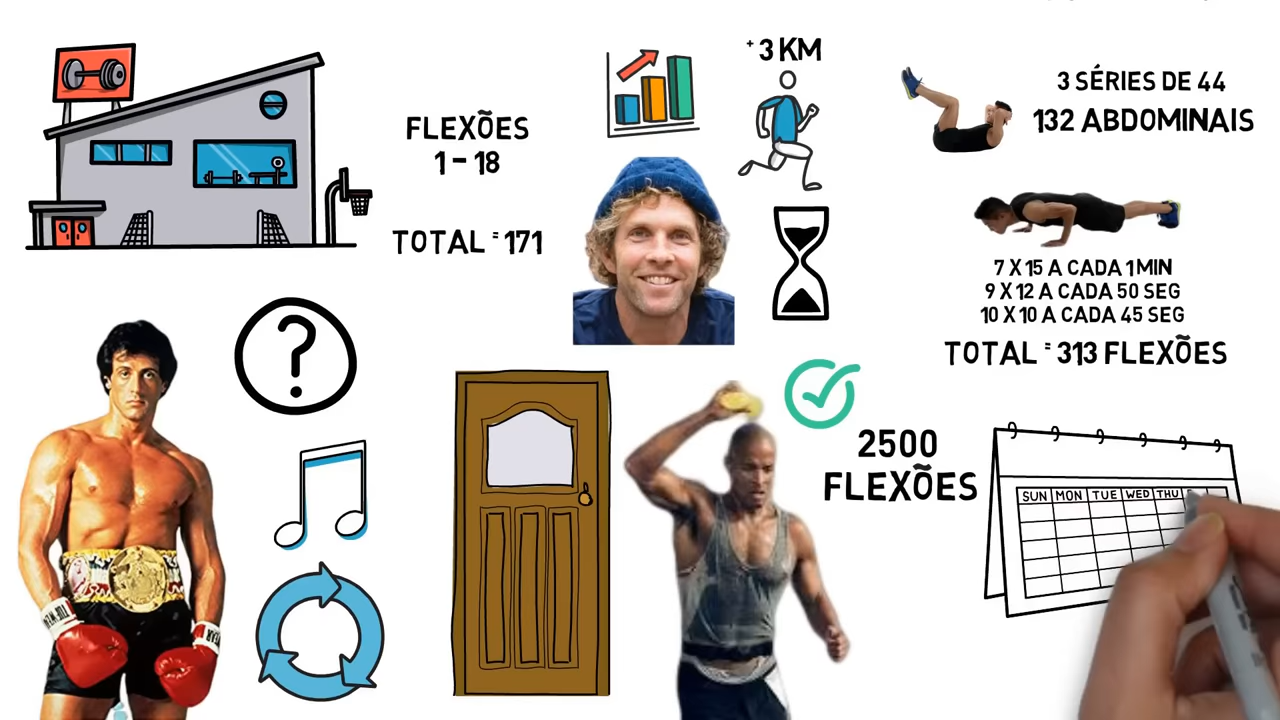 FLEXÕES
1 - 18
TOTAL = 171
+3 KM
3 SÉRIES DE 44
132 ABDOMINAIS
7 X 15 A CADA 1 MIN
9 X 12 A CADA 50 SEG
10 X 10 A CADA 45 SEG
TOTAL = 313 FLEXÕES
2500
FLEXÕES
SUN MON TUE WED THU